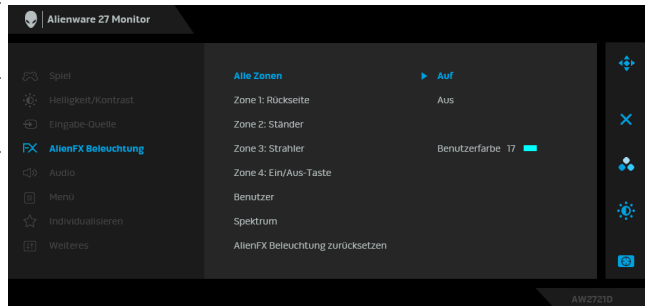 Alienware 27 Monitor
Spiel
Alle Zonen
Auf
Helligkeit/Kontrast
Zone 1: Rückseite
Aus
Eingabe-Quelle
Zone 2: Ständer
FX AlienFX Beleuchtung
Zone 3: Strahler
Benutzerfarbe 17
Audio
Zone 4: Ein/Aus-Taste
Menü
Benutzer
Individualisieren
Spektrum
Weiteres
AlienFX Beleuchtung zurücksetzen
AW2721D